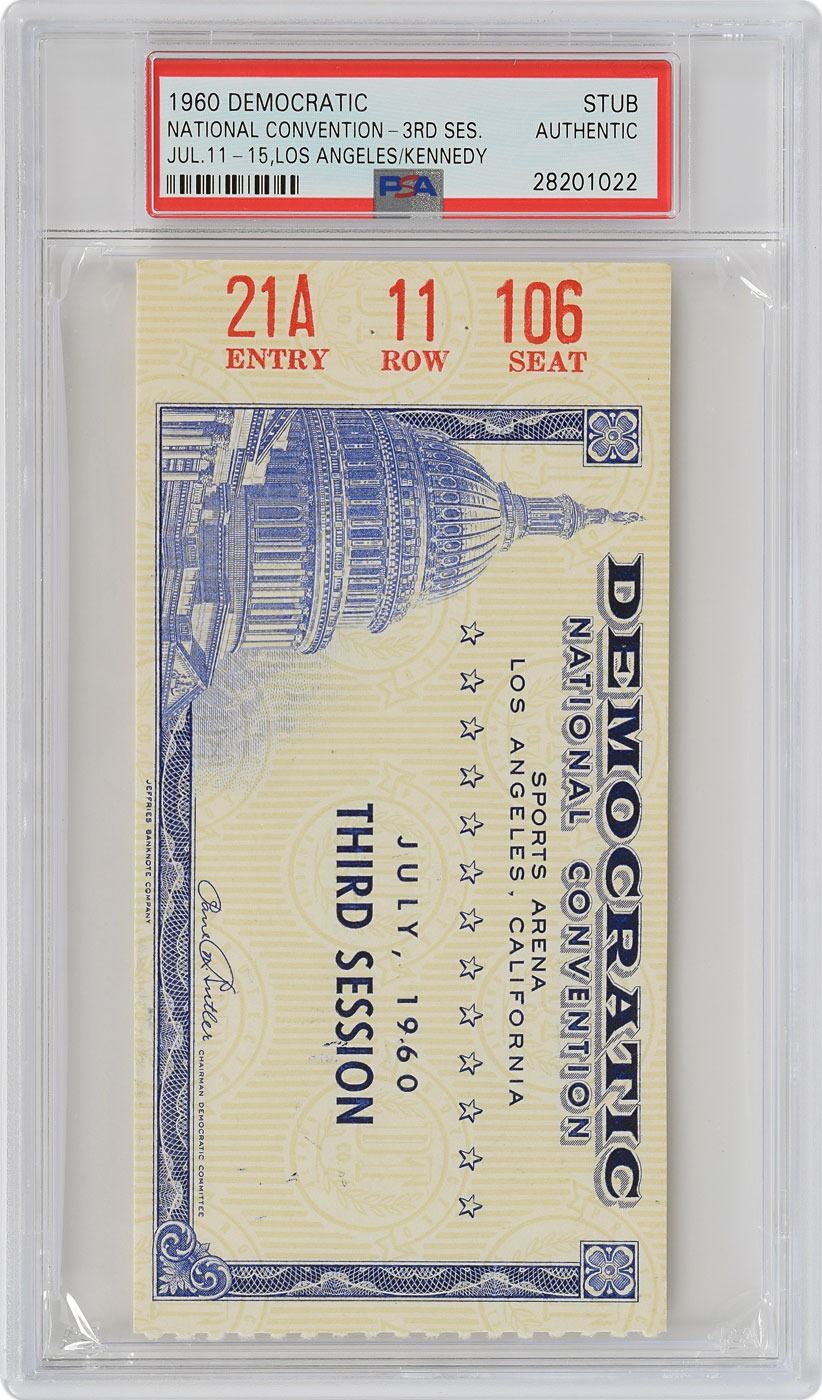 1960 DEMOCRATIC STUB
NATIONAL CONVENTION - 3RD SES. AUTHENTIC
JUL.11 - 15,LOS ANGELES/KENNEDY
PSA 28201022
21A 11 106
ENTRY ROW SEAT
DEMOCRATIC
NATIONAL CONVENTION
SPORTS ARENA
LOS ANGELES, CALIFORNIA
JULY, 1960
THIRD SESSION
CHAIRMAN DEMOCRATIC COMMITTEE
JEFFRIES BANKNOTE COMPANY